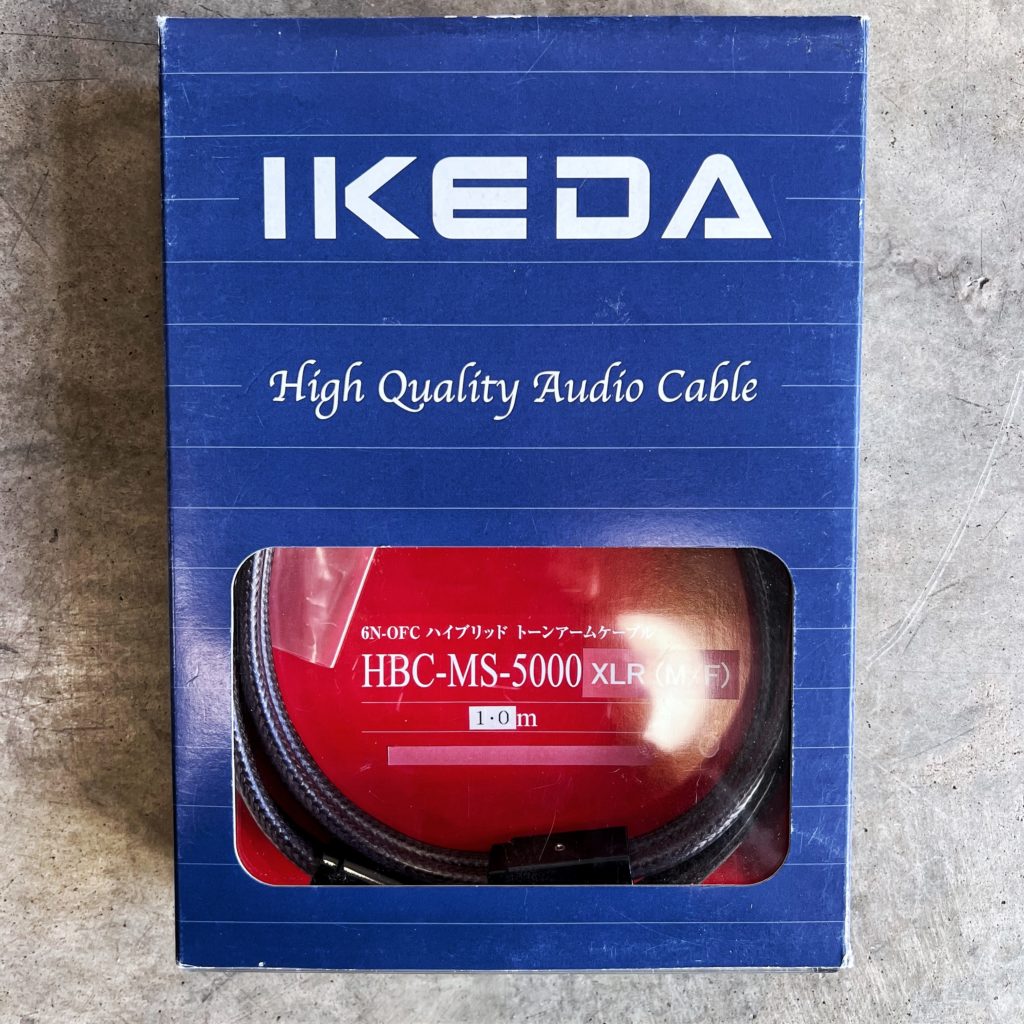 IKEDA
High Quality Audio Cable
6N-OFC ハイブリッド トーンアームケーブル
HBC-MS-5000 XLR (M×F)
1・0m